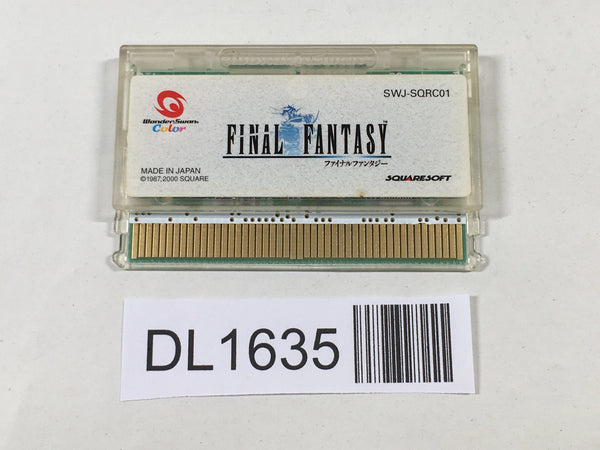 SWJ-SQRC01
WonderSwan
Color
FINAL FANTASY™
ファイナルファンタジー
MADE IN JAPAN
©1987,2000 SQUARE
SQUARESOFT
DL1635